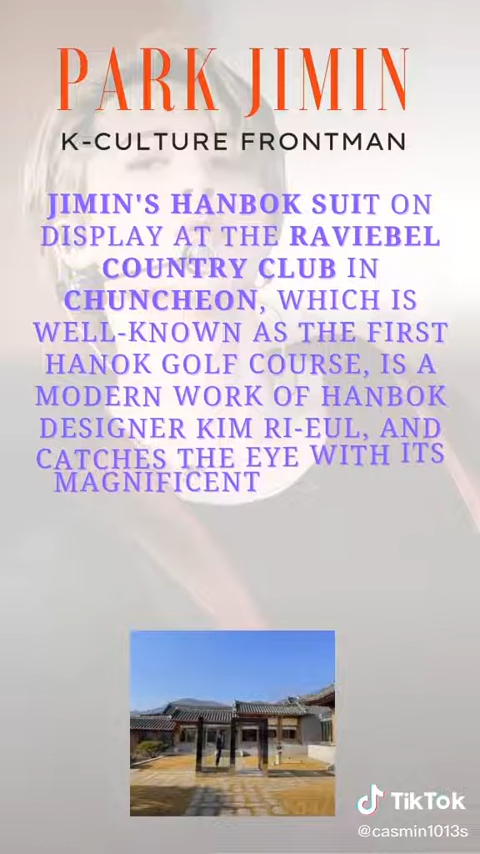 PARK JIMIN
K-CULTURE FRONTMAN
JIMIN'S HANBOK SUIT ON
DISPLAY AT THE RAVIEBEL
COUNTRY CLUB IN
CHUNCHEON, WHICH IS
WELL-KNOWN AS THE FIRST
HANOK GOLF COURSE, IS A
MODERN WORK OF HANBOK
DESIGNER KIM RI-EUL, AND
CATCHES THE EYE WITH ITS
MAGNIFICENT
TikTok
@casmin1013s